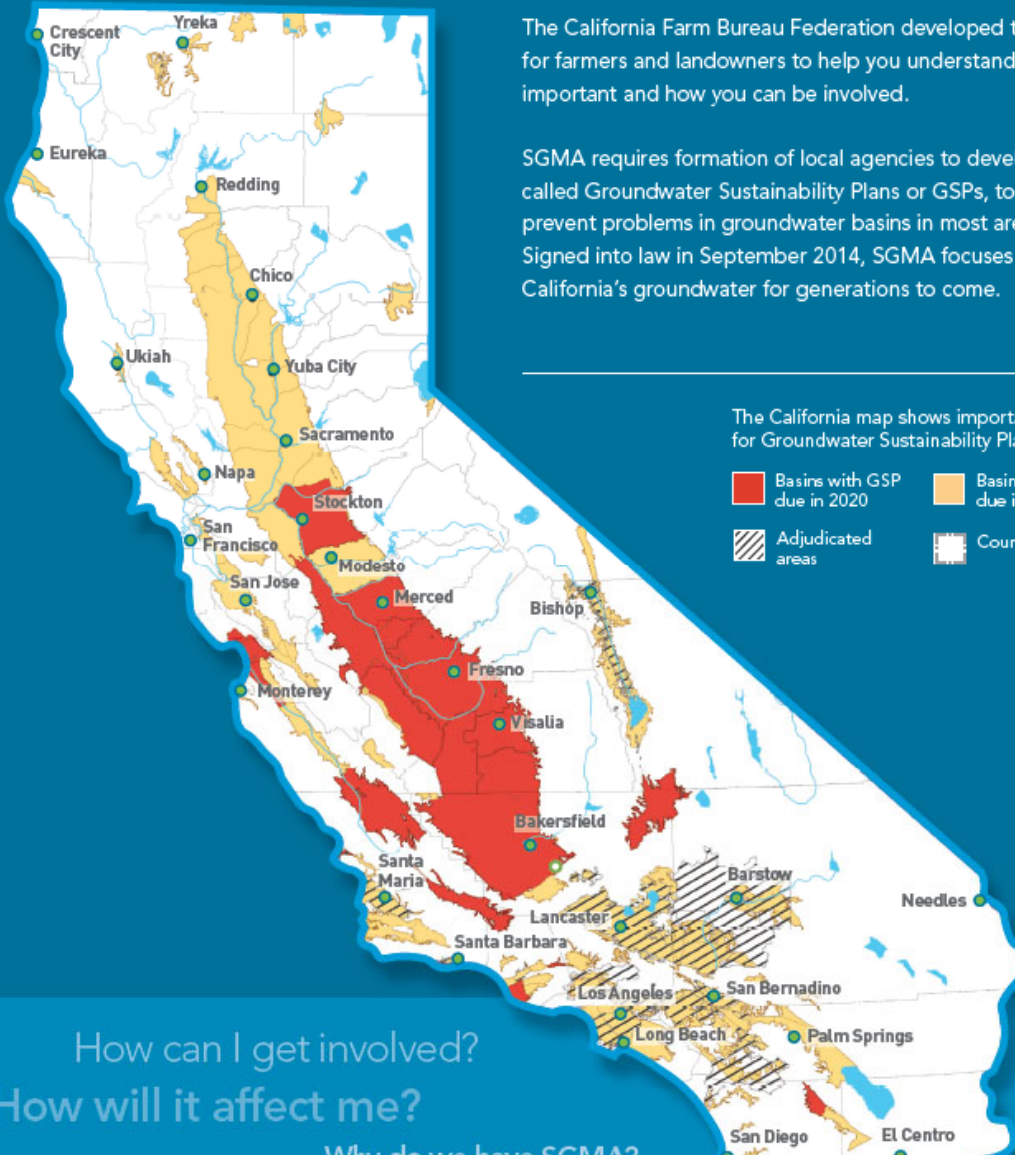 The California Farm Bureau Federation developed
for farmers and landowners to help you understand
important and how you can be involved.
SGMA requires formation of local agencies to
called Groundwater Sustainability Plans or GSPs, to
prevent problems in groundwater basins in most
Signed into law in September 2014, SGMA focuses
California's groundwater for generations to come.
The California map shows
for Groundwater Sustainability
Basins with GSP
due in 2020
due
Adjudicated
areas
Crescent
City
Yreka
Eureka
Redding
Chico
Ukiah
Yuba City
Sacramento
Napa
Stockton
San
Francisco
Modesto
San Jose
Merced
Bishop
Fresno
Monterey
Visalia
Bakersfield
Santa
Maria
Barstow
Needles
Lancaster
Santa Barbara
Los Angeles
San Bernadino
Long Beach
Palm Springs
San Diego
El Centro
How can I get involved?
How will it affect me?
Why do we have SGMA?